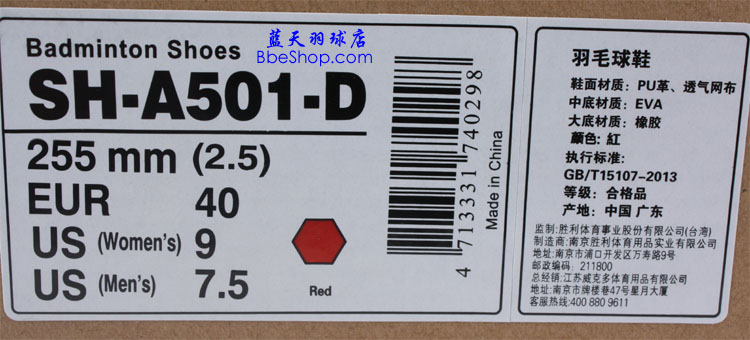 蓝天羽球店
BbeShop.com
Badminton Shoes
SH-A501-D
255 mm (2.5)
EUR 40
US (Women's) 9
US (Men's) 7.5
Red
4 713331 740298
Made in China
羽毛球鞋
鞋面材质: PU革、透气网布
中底材质: EVA
大底材质: 橡胶
颜色: 紅
执行标准:
GB/T15107-2013
等级: 合格品
产地: 中国 广东
监制:胜利体育事业股份有限公司(台湾)
制造商:南京胜利体育用品实业有限公司
地址:南京市浦口开发区万寿路9号
邮政编码:211800
总经销:江苏威克多体育用品有限公司
地址:南京市牌楼巷47号星月大厦
客服热线:400 880 9611